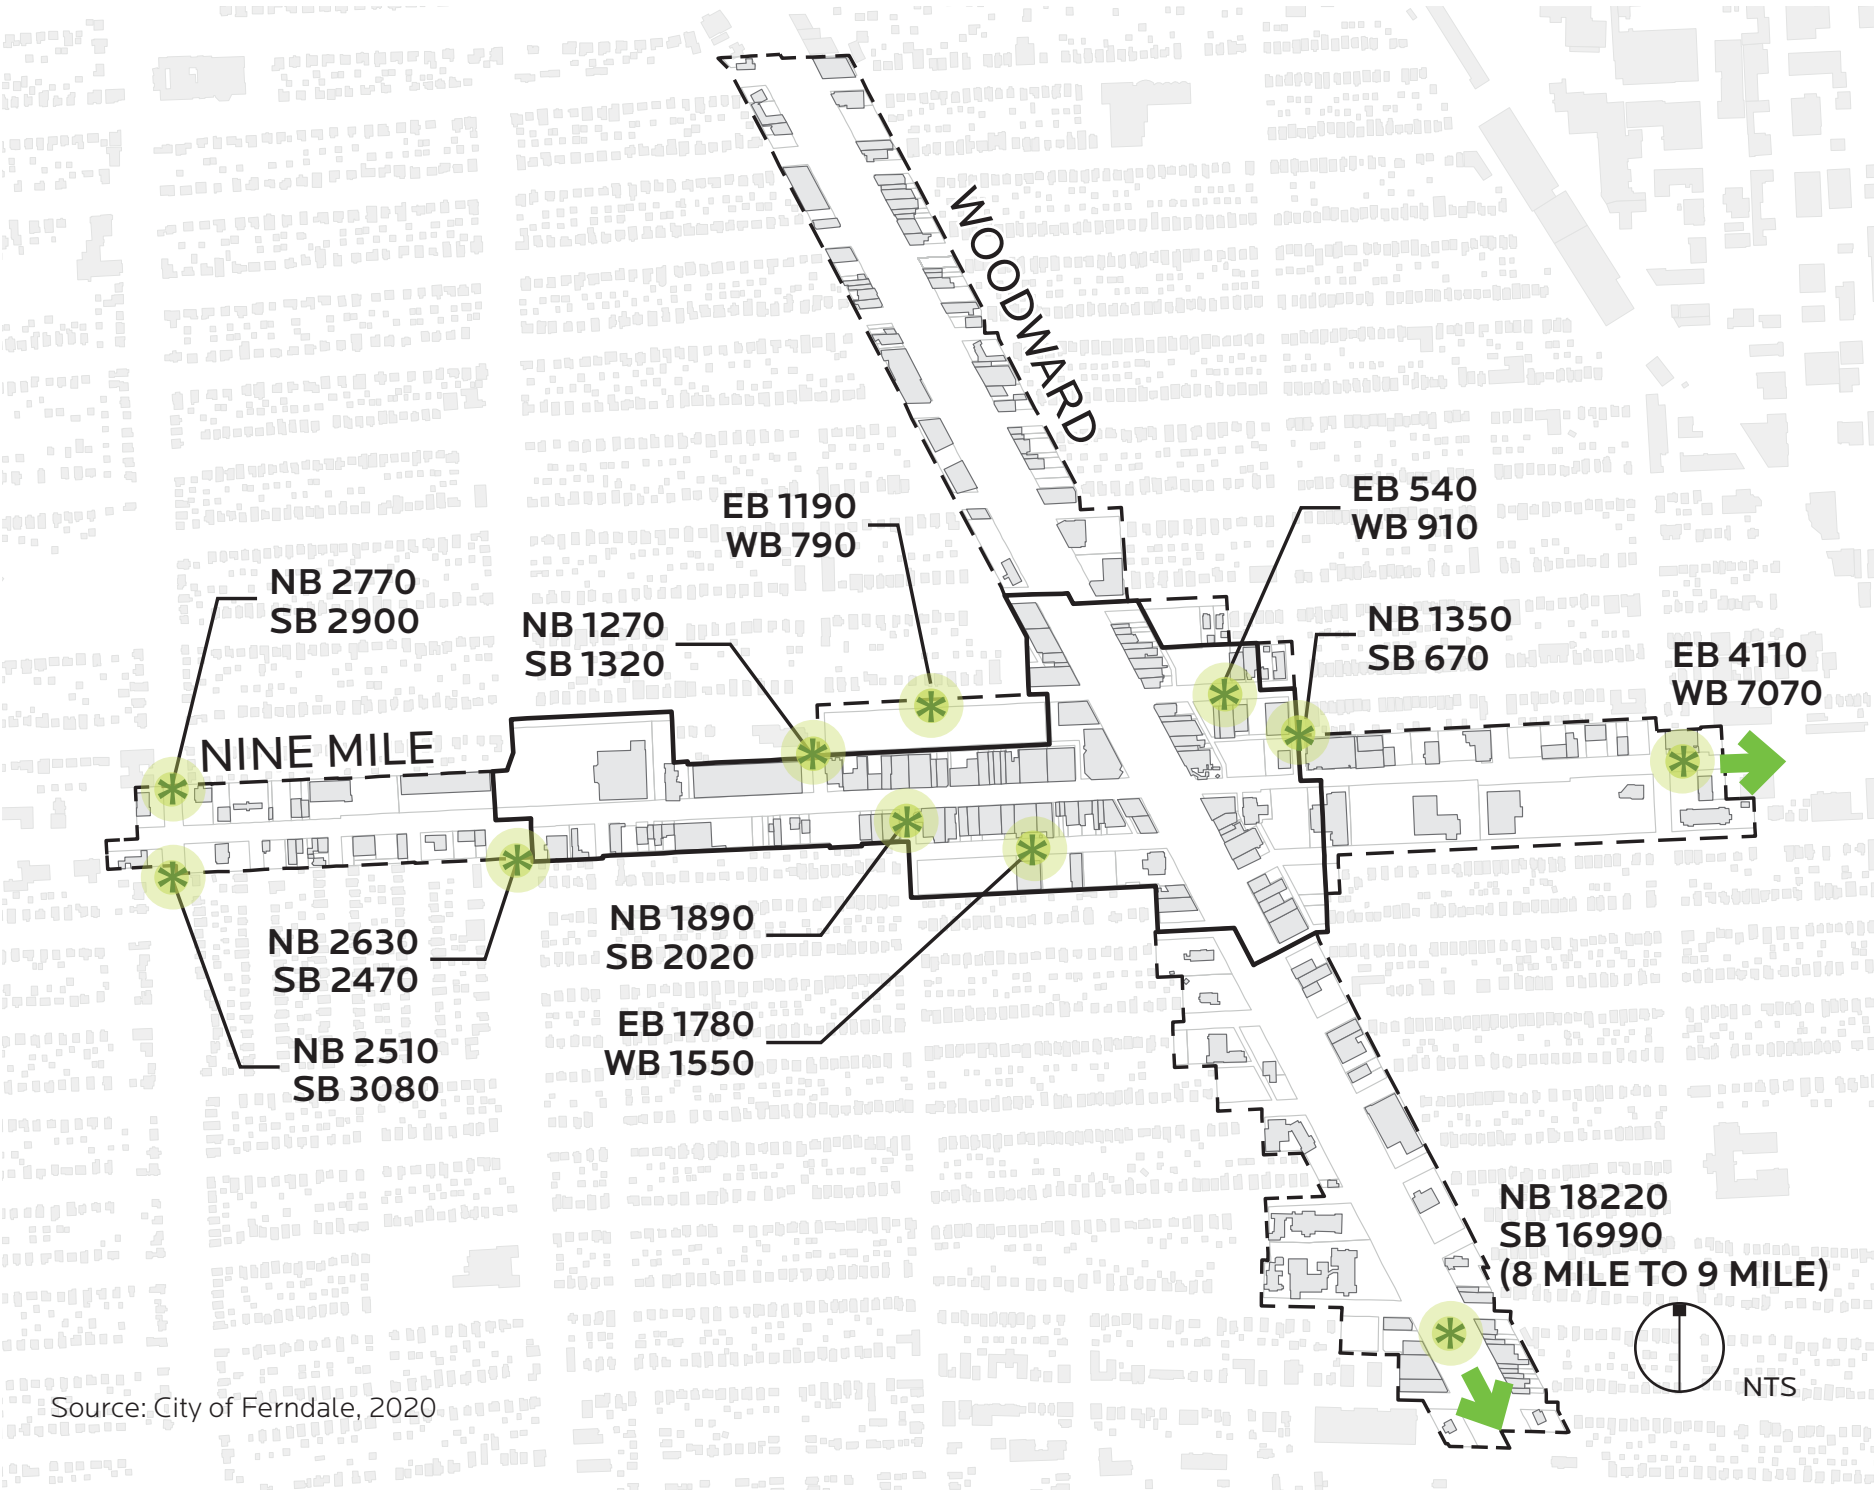 WOODWARD
EB 1190
WB 790
EB 540
WB 910
NB 2770
SB 2900
NB 1270
SB 1320
NB 1350
SB 670
EB 4110
WB 7070
NINE MILE
NB 2630
SB 2470
NB 1890
SB 2020
EB 1780
WB 1550
NB 2510
SB 3080
NB 18220
SB 16990
(8 MILE TO 9 MILE)
NTS
Source: City of Ferndale, 2020